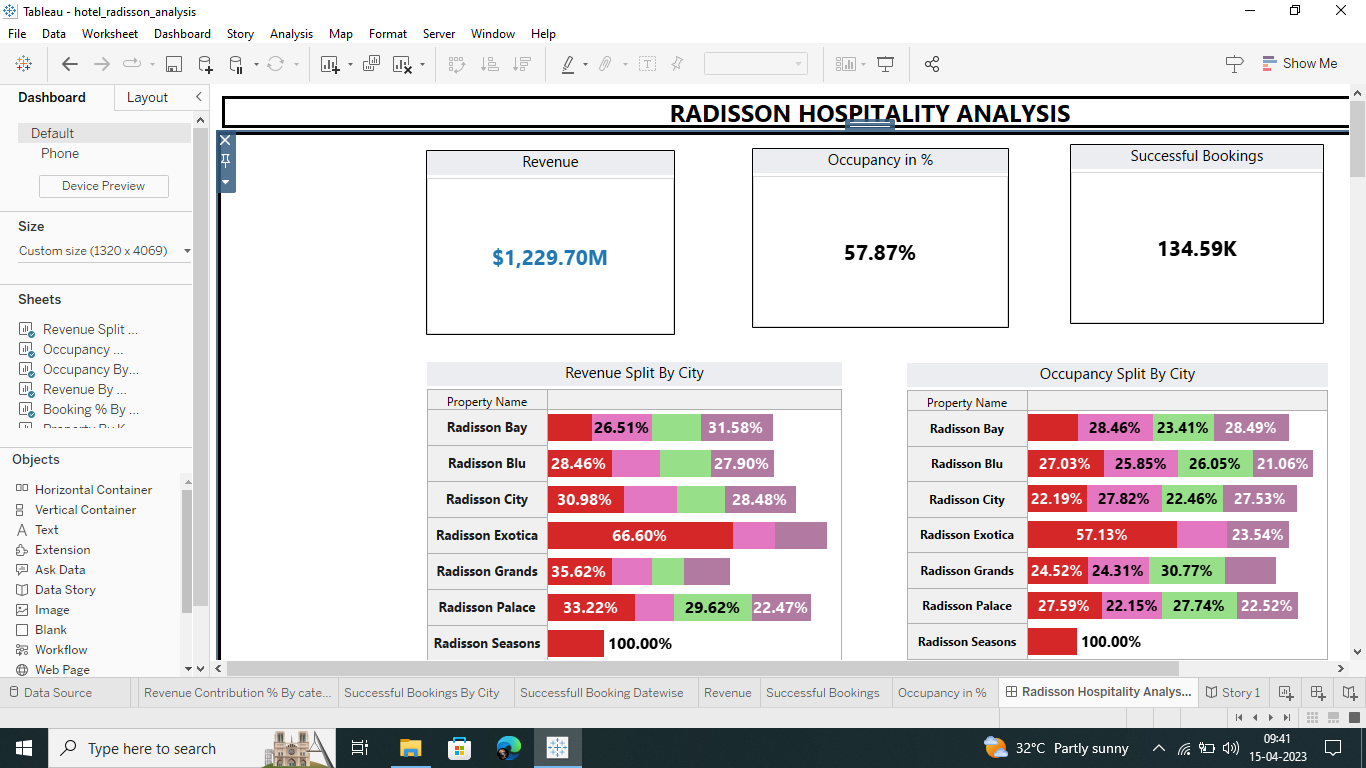 Tableau - hotel_radisson_analysis
File Data Worksheet Dashboard Story Analysis Map Format Server Window Help
Show Me
Dashboard Layout
Default
Phone
Device Preview
Size
Custom size (1320 x 4069)
Sheets
Revenue Split ...
Occupancy ...
Occupancy By...
Revenue By ...
Booking % By ...
Objects
Horizontal Container
Vertical Container
Text
Extension
Ask Data
Data Story
Image
Blank
Workflow
Web Page
RADISSON HOSPITALITY ANALYSIS
Revenue
$1,229.70M
Occupancy in %
57.87%
Successful Bookings
134.59K
Revenue Split By City
Property Name
Radisson Bay 26.51% 31.58%
Radisson Blu 28.46% 27.90%
Radisson City 30.98% 28.48%
Radisson Exotica 66.60%
Radisson Grands 35.62%
Radisson Palace 33.22% 29.62% 22.47%
Radisson Seasons 100.00%
Occupancy Split By City
Property Name
Radisson Bay 28.46% 23.41% 28.49%
Radisson Blu 27.03% 25.85% 26.05% 21.06%
Radisson City 22.19% 27.82% 22.46% 27.53%
Radisson Exotica 57.13% 23.54%
Radisson Grands 24.52% 24.31% 30.77%
Radisson Palace 27.59% 22.15% 27.74% 22.52%
Radisson Seasons 100.00%
Data Source Revenue Contribution % By cate... Successful Bookings By City Successfull Booking Datewise Revenue Successful Bookings Occupancy in % Radisson Hospitality Analys... Story 1
Type here to search
32°C Partly sunny
09:41
15-04-2023